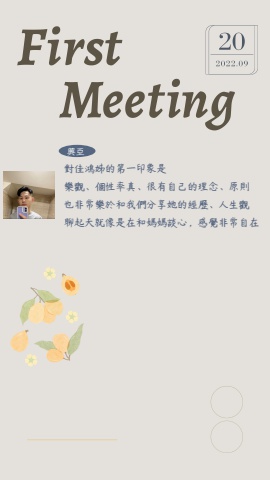 First
Meeting
20
2022.09
興亞
對佳鴻姊的第一印象是
樂觀、個性率真、很有自己的理念、原則
也非常樂於和我們分享她的經歷、人生觀
聊起天就像是在和媽媽談心，感覺非常自在